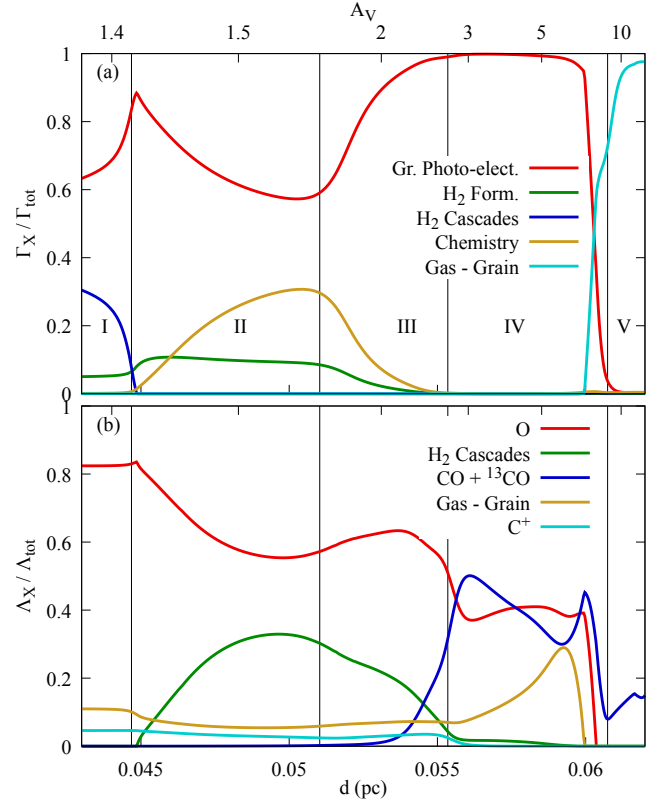 A_V
1.4 1.5 2 3 5 10
(a)
1
0.8
0.6
0.4
0.2
0
Γ_X / Γ_tot
Gr. Photo-elect.
H₂ Form.
H₂ Cascades
Chemistry
Gas - Grain
I II III IV V
(b)
1
0.8
0.6
0.4
0.2
0
Λ_X / Λ_tot
O
H₂ Cascades
CO + ¹³CO
Gas - Grain
C⁺
0.045 0.05 0.055 0.06
d (pc)